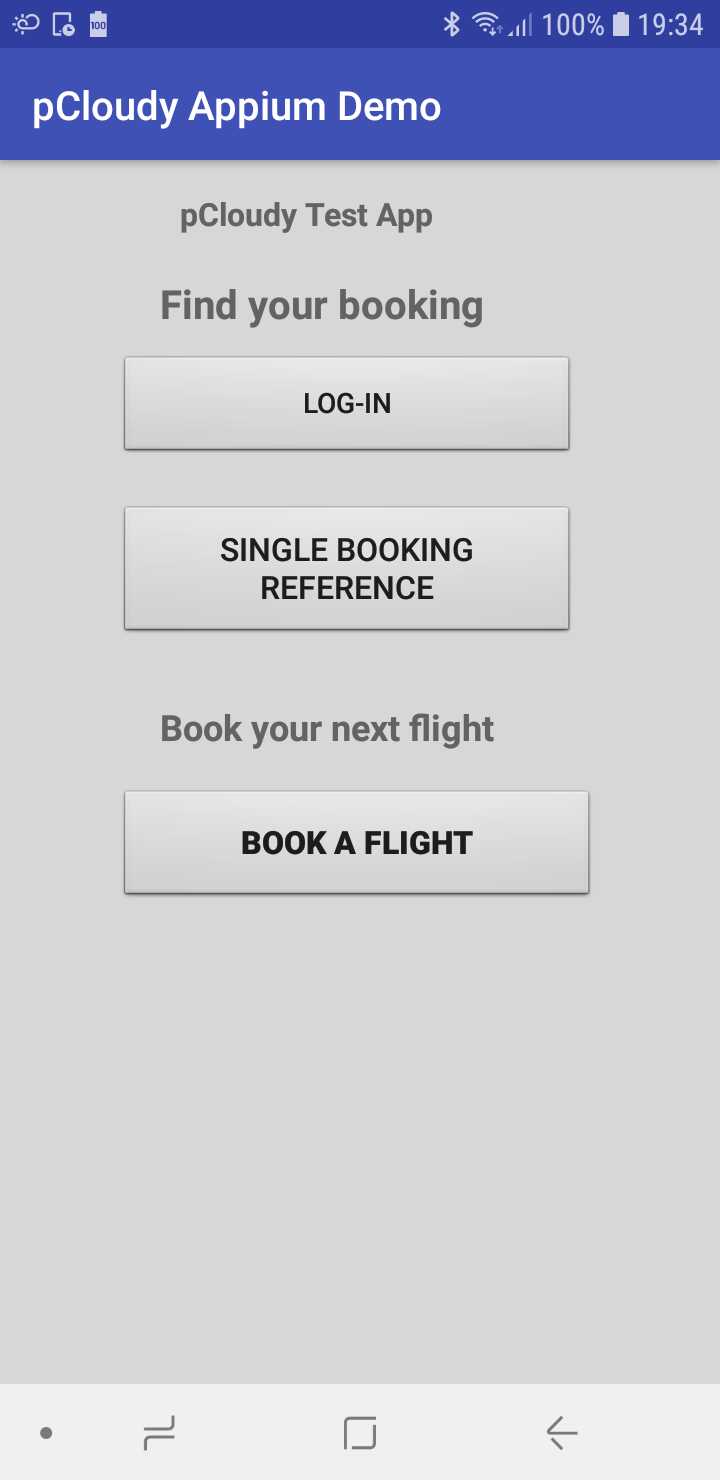 100 100% 19:34
pCloudy Appium Demo
pCloudy Test App
Find your booking
LOG-IN
SINGLE BOOKING
REFERENCE
Book your next flight
BOOK A FLIGHT